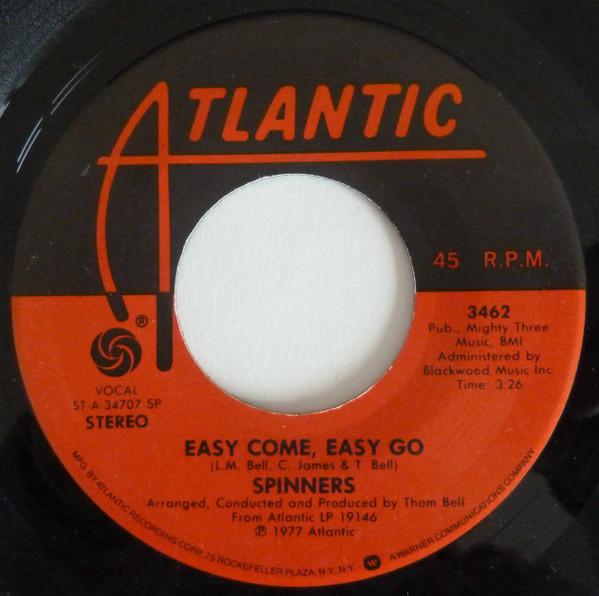 ATLANTIC
45 R.P.M.
®
VOCAL
ST-A-34707 SP
STEREO
3462
Pub., Mighty Three
Music, BMI
Administered by
Blackwood Music Inc.
Time: 3:26
EASY COME, EASY GO
(L.M. Bell, C. James & T. Bell)
SPINNERS
Arranged, Conducted and Produced by Thom Bell
From Atlantic LP 19146
℗ 1977 Atlantic
MFG. BY ATLANTIC RECORDING CORP. 75 ROCKEFELLER PLAZA, N.Y., N.Y. W A WARNER COMMUNICATIONS COMPANY